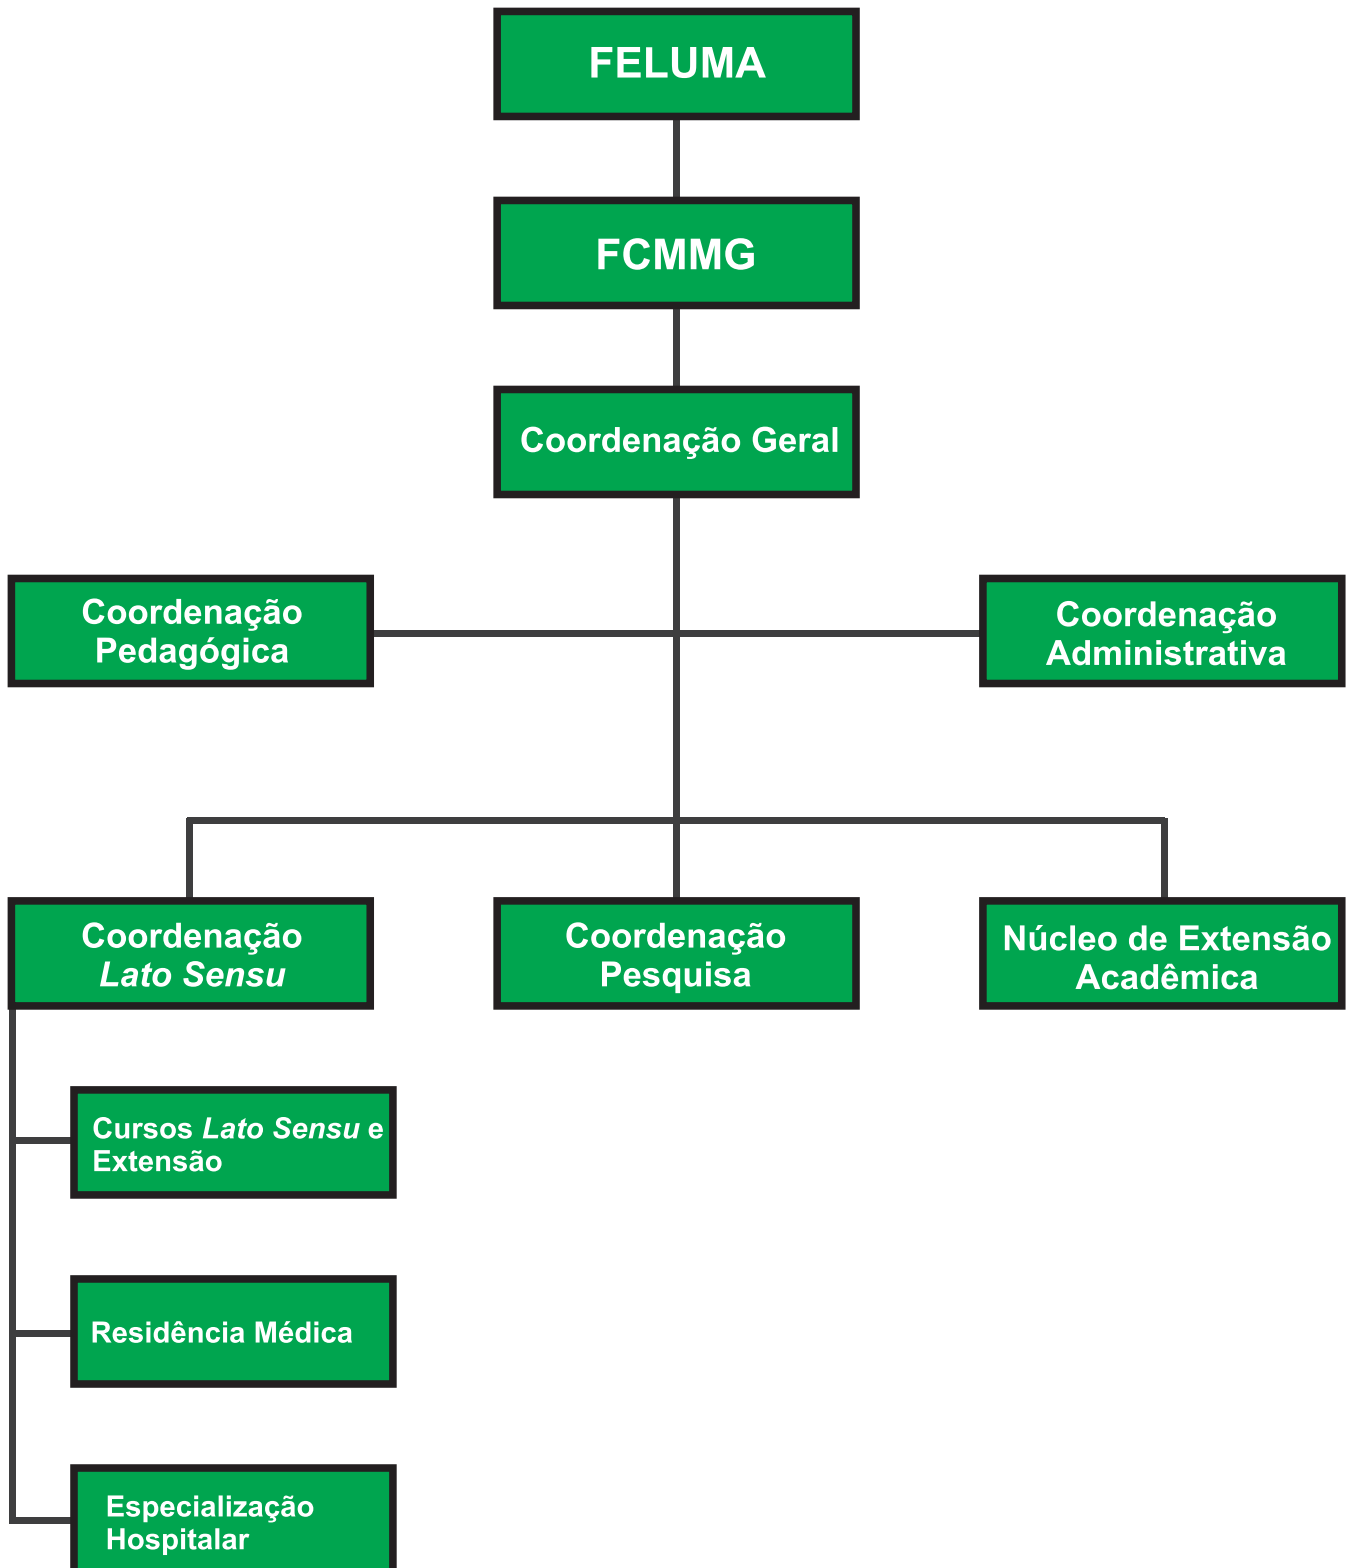 FELUMA
FCMMG
Coordenação Geral
Coordenação
Pedagógica
Coordenação
Administrativa
Coordenação
Lato Sensu
Coordenação
Pesquisa
Núcleo de Extensão
Acadêmica
Cursos Lato Sensu e
Extensão
Residência Médica
Especialização
Hospitalar